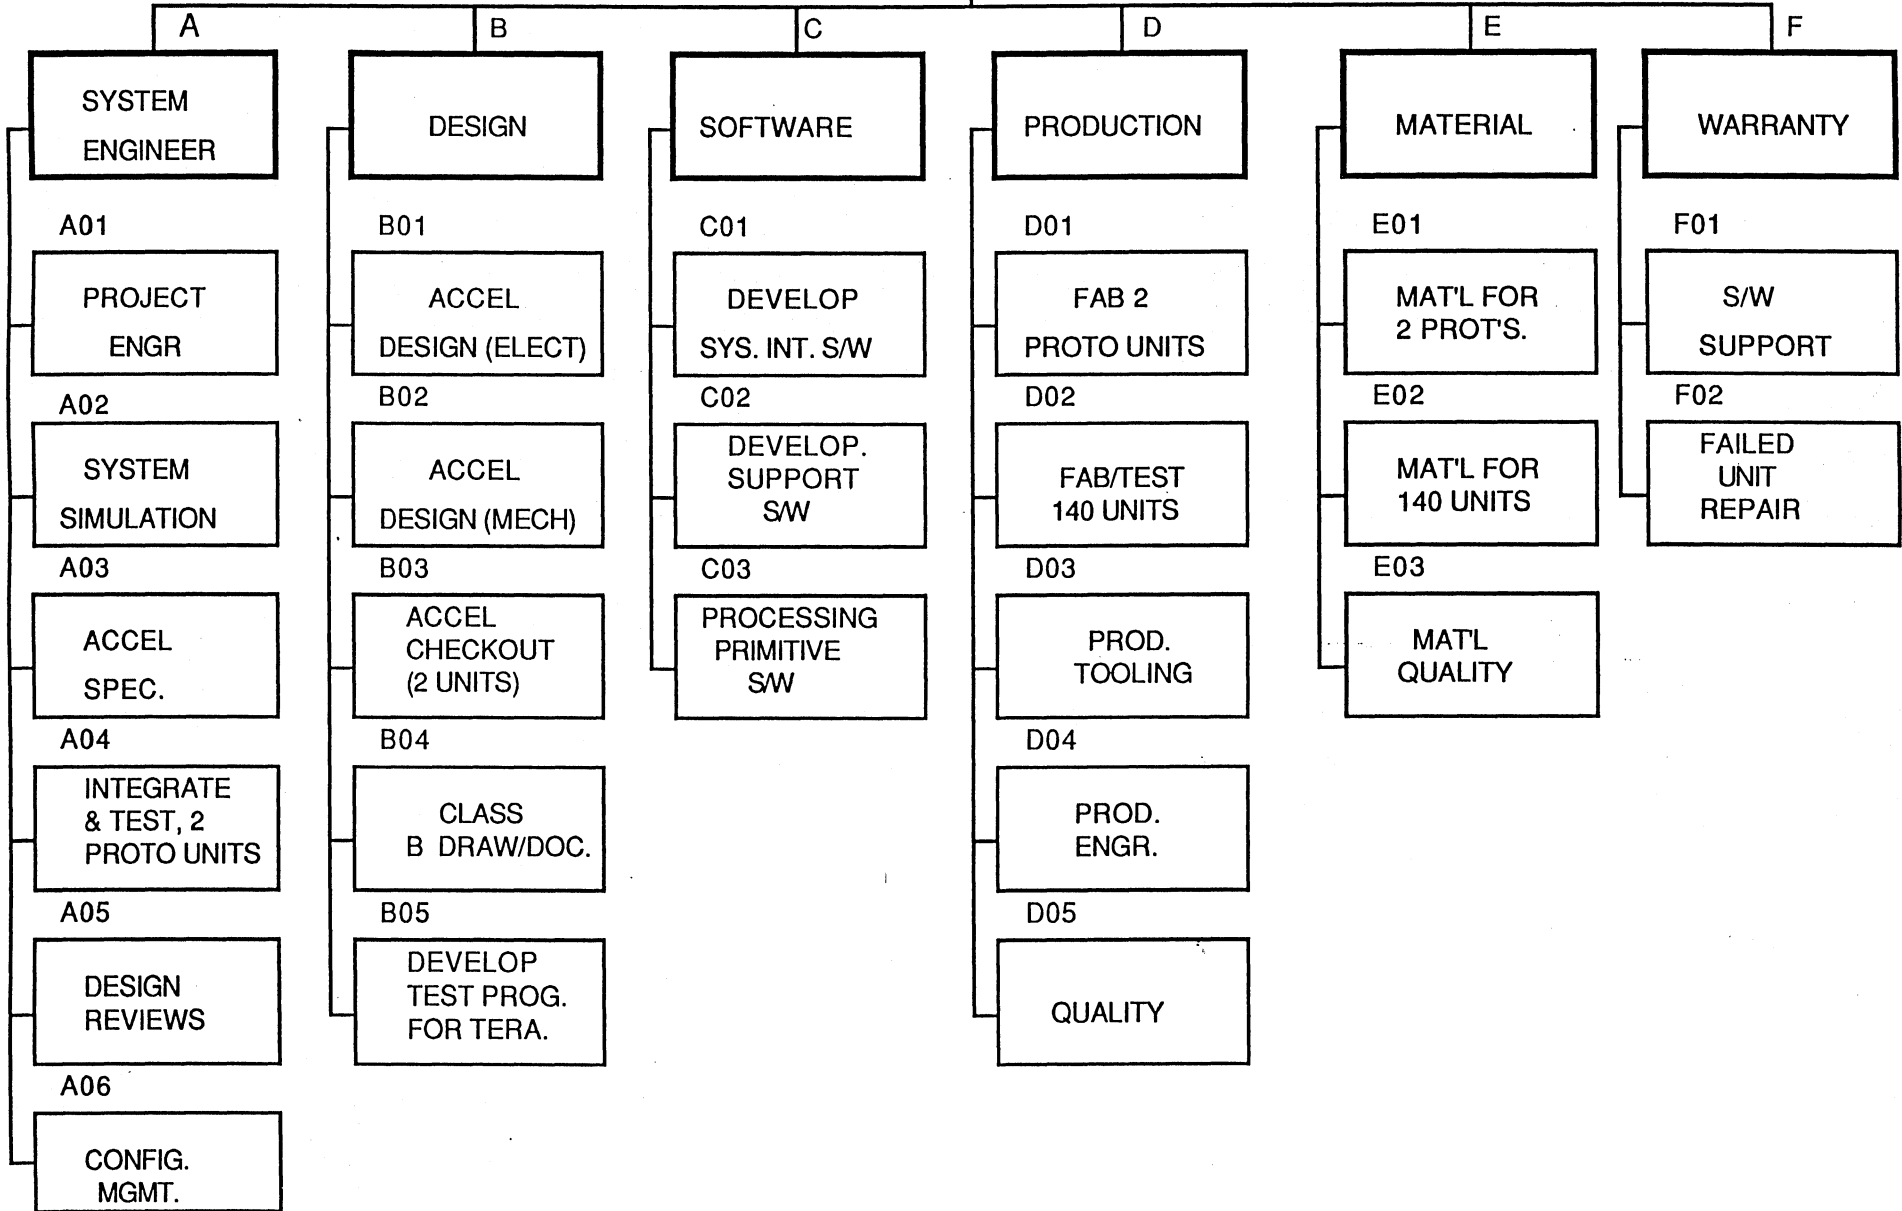 A
SYSTEM
ENGINEER
A01
PROJECT
ENGR
A02
SYSTEM
SIMULATION
A03
ACCEL
SPEC.
A04
INTEGRATE
& TEST, 2
PROTO UNITS
A05
DESIGN
REVIEWS
A06
CONFIG.
MGMT.
B
DESIGN
B01
ACCEL
DESIGN (ELECT)
B02
ACCEL
DESIGN (MECH)
B03
ACCEL
CHECKOUT
(2 UNITS)
B04
CLASS
B DRAW/DOC.
B05
DEVELOP
TEST PROG.
FOR TERA.
C
SOFTWARE
C01
DEVELOP
SYS. INT. S/W
C02
DEVELOP.
SUPPORT
S/W
C03
PROCESSING
PRIMITIVE
S/W
D
PRODUCTION
D01
FAB 2
PROTO UNITS
D02
FAB/TEST
140 UNITS
D03
PROD.
TOOLING
D04
PROD.
ENGR.
D05
QUALITY
E
MATERIAL
E01
MAT'L FOR
2 PROT'S.
E02
MAT'L FOR
140 UNITS
E03
MAT'L
QUALITY
F
WARRANTY
F01
S/W
SUPPORT
F02
FAILED
UNIT
REPAIR